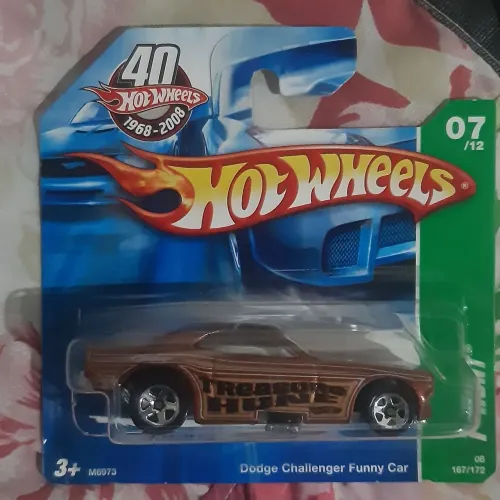 40
HOT WHEELS
1968-2008
07
/12
HOT WHEELS®
TREASURE
HUNT
3+
M6973
Dodge Challenger Funny Car
08
167/172